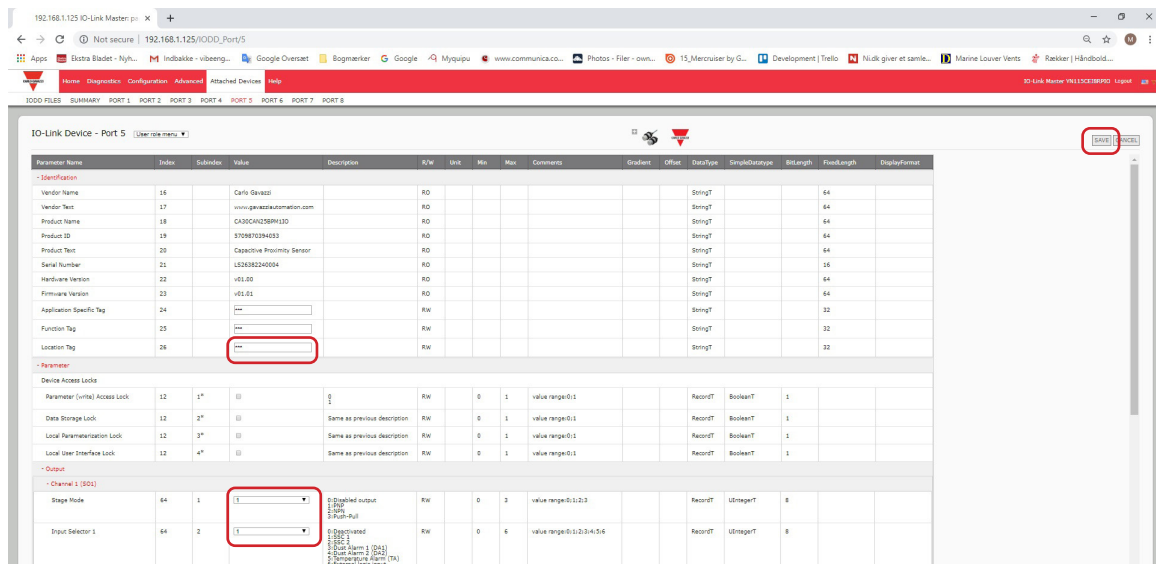 192.168.1.125 IO-Link Master: pa × +
Not secure | 192.168.1.125/IODD_Port/5
Apps Ekstra Bladet - Nyh... Indbakke - vibeeng... Google Oversæt Bogmærker Google Myquipu www.communica.co... Photos - Filer - own... 15_Mercruiser by G... Development | Trello Ni.dk giver et samle... Marine Louver Vents Rækker | Håndbold....
Home Diagnostics Configuration Advanced Attached Devices Help IO-Link Master YN115CEI8RPIO Logout
IODD FILES SUMMARY PORT 1 PORT 2 PORT 3 PORT 4 PORT 5 PORT 6 PORT 7 PORT 8
IO-Link Device - Port 5 User role menu SAVE CANCEL
Parameter Name Index Subindex Value Description R/W Unit Min Max Comments Gradient Offset DataType SimpleDatatype BitLength FixedLength DisplayFormat
- Identification
Vendor Name 16 Carlo Gavazzi RO StringT 64
Vendor Text 17 www.gavazziautomation.com RO StringT 64
Product Name 18 CA30CAN25BPM1IO RO StringT 64
Product ID 19 5709870394053 RO StringT 64
Product Text 20 Capacitive Proximity Sensor RO StringT 64
Serial Number 21 LS26382240004 RO StringT 16
Hardware Version 22 v01.00 RO StringT 64
Firmware Version 23 v01.01 RO StringT 64
Application Specific Tag 24 *** RW StringT 32
Function Tag 25 *** RW StringT 32
Location Tag 26 *** RW StringT 32
- Parameter
Device Access Locks
Parameter (write) Access Lock 12 1* 0 RW 0 1 value range:0;1 RecordT BooleanT 1
1
Data Storage Lock 12 2* Same as previous description RW 0 1 value range:0;1 RecordT BooleanT 1
Local Parameterization Lock 12 3* Same as previous description RW 0 1 value range:0;1 RecordT BooleanT 1
Local User Interface Lock 12 4* Same as previous description RW 0 1 value range:0;1 RecordT BooleanT 1
- Output
- Channel 1 (SO1)
Stage Mode 64 1 1 0:Disabled output RW 0 3 value range:0;1;2;3 RecordT UIntegerT 8
1:PNP
2:NPN
3:Push-Pull
Input Selector 1 64 2 1 0:Deactivated RW 0 6 value range:0;1;2;3;4;5;6 RecordT UIntegerT 8
1:SSC 1
2:SSC 2
3:Dust Alarm 1 (DA1)
4:Dust Alarm 2 (DA2)
5:Temperature Alarm (TA)
6:External logic input